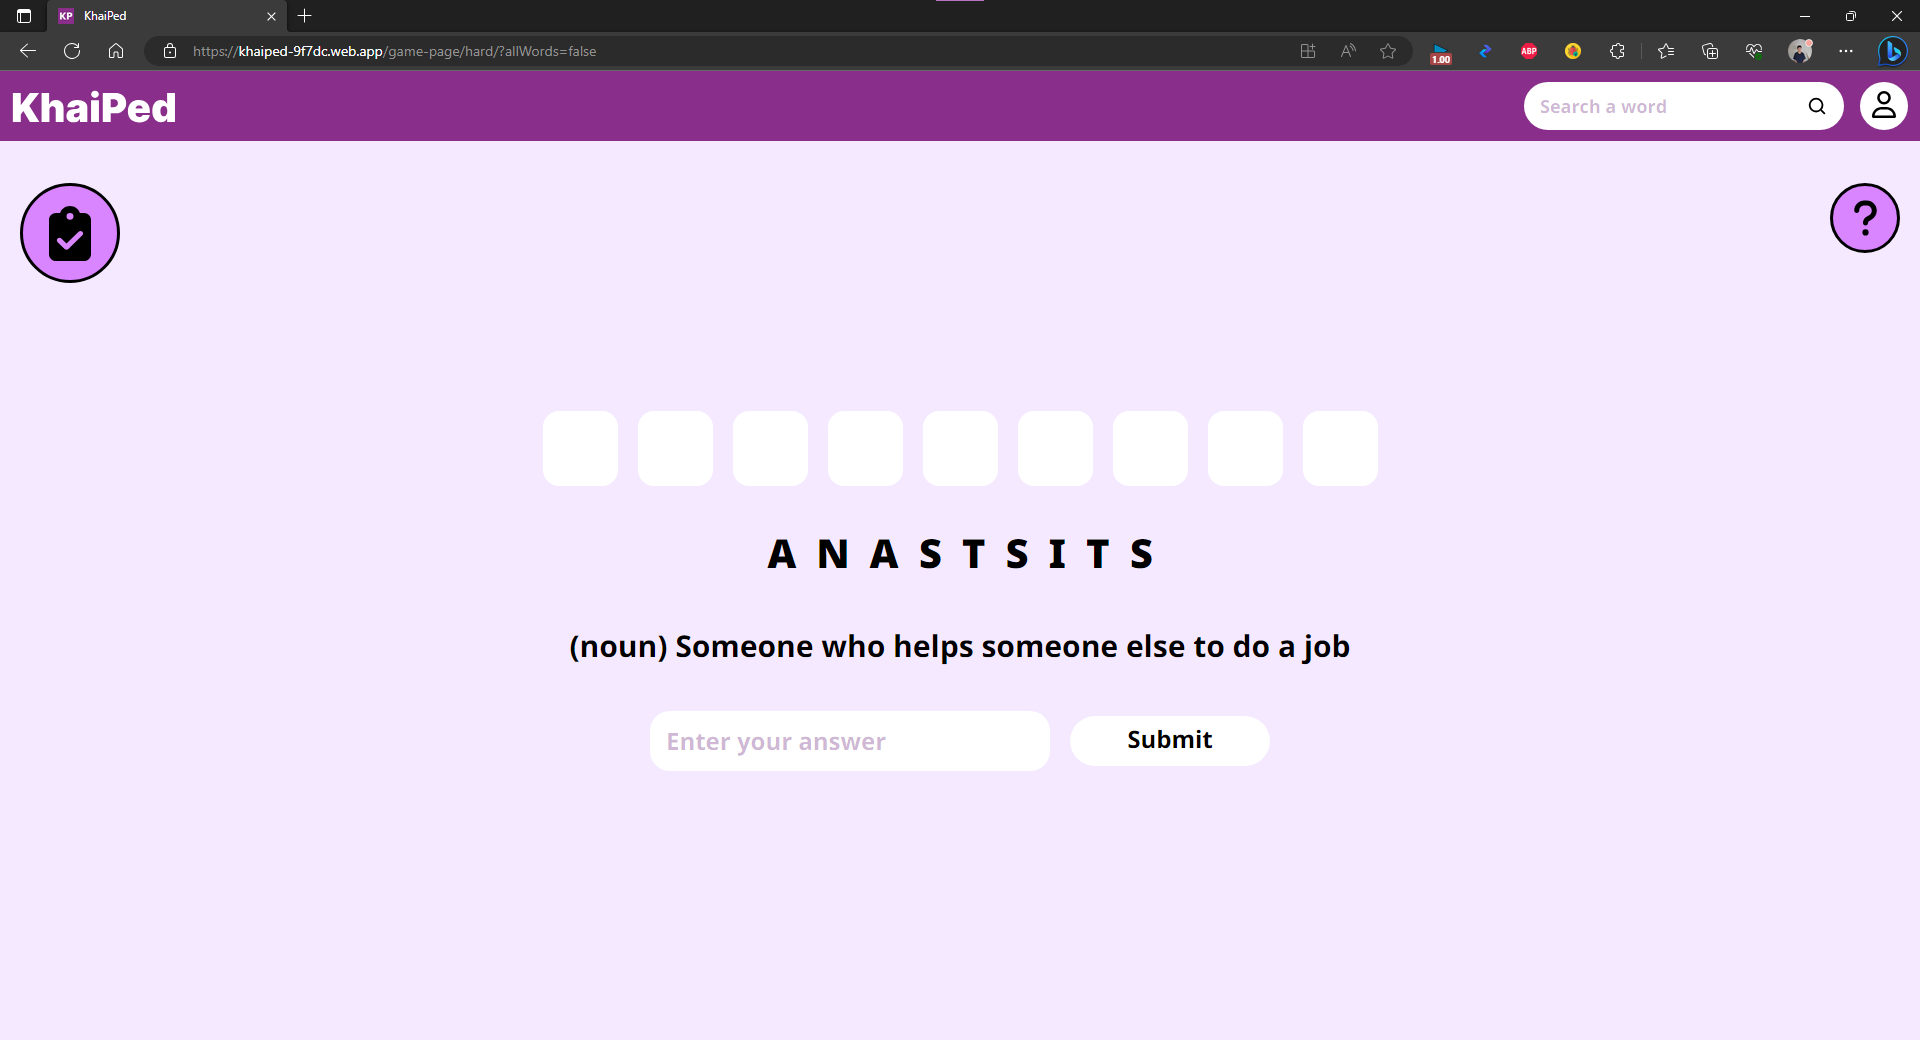 KP KhaiPed
https://khaiped-9f7dc.web.app/game-page/hard/?allWords=false
A
1.00
ABP
KhaiPed
Search a word
?
A N A S T S I T S
(noun) Someone who helps someone else to do a job
Enter your answer
Submit